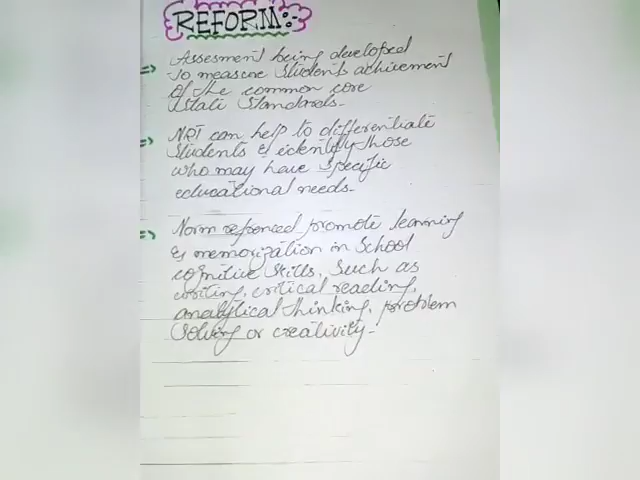 REFORM:-
=> Assesment being developed
to measure students achivement
of the common core
state standards-
=> NRT can help to differentiate
students & identify those
who may have specific
educational needs-
=> Norm refrenced promote learning
& memorization in school
cognitive skills, such as
writing, critical reading,
analytical thinking, problem
solving or creativity-